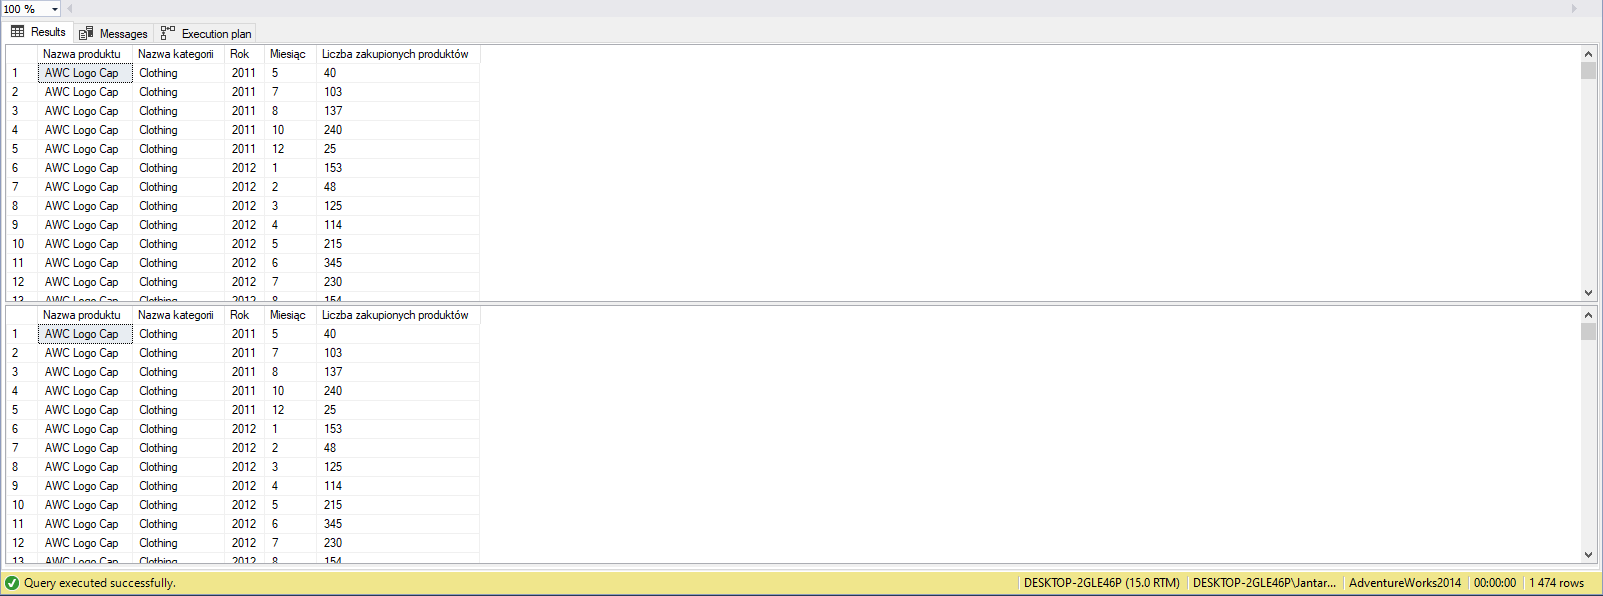 100 %
Results Messages Execution plan
Nazwa produktu Nazwa kategorii Rok Miesiąc Liczba zakupionych produktów
1 AWC Logo Cap Clothing 2011 5 40
2 AWC Logo Cap Clothing 2011 7 103
3 AWC Logo Cap Clothing 2011 8 137
4 AWC Logo Cap Clothing 2011 10 240
5 AWC Logo Cap Clothing 2011 12 25
6 AWC Logo Cap Clothing 2012 1 153
7 AWC Logo Cap Clothing 2012 2 48
8 AWC Logo Cap Clothing 2012 3 125
9 AWC Logo Cap Clothing 2012 4 114
10 AWC Logo Cap Clothing 2012 5 215
11 AWC Logo Cap Clothing 2012 6 345
12 AWC Logo Cap Clothing 2012 7 230
13 AWC Logo Cap Clothing 2012 8 154
Nazwa produktu Nazwa kategorii Rok Miesiąc Liczba zakupionych produktów
1 AWC Logo Cap Clothing 2011 5 40
2 AWC Logo Cap Clothing 2011 7 103
3 AWC Logo Cap Clothing 2011 8 137
4 AWC Logo Cap Clothing 2011 10 240
5 AWC Logo Cap Clothing 2011 12 25
6 AWC Logo Cap Clothing 2012 1 153
7 AWC Logo Cap Clothing 2012 2 48
8 AWC Logo Cap Clothing 2012 3 125
9 AWC Logo Cap Clothing 2012 4 114
10 AWC Logo Cap Clothing 2012 5 215
11 AWC Logo Cap Clothing 2012 6 345
12 AWC Logo Cap Clothing 2012 7 230
13 AWC Logo Cap Clothing 2012 8 154
Query executed successfully. DESKTOP-2GLE46P (15.0 RTM) DESKTOP-2GLE46P\Jantar... AdventureWorks2014 00:00:00 1 474 rows